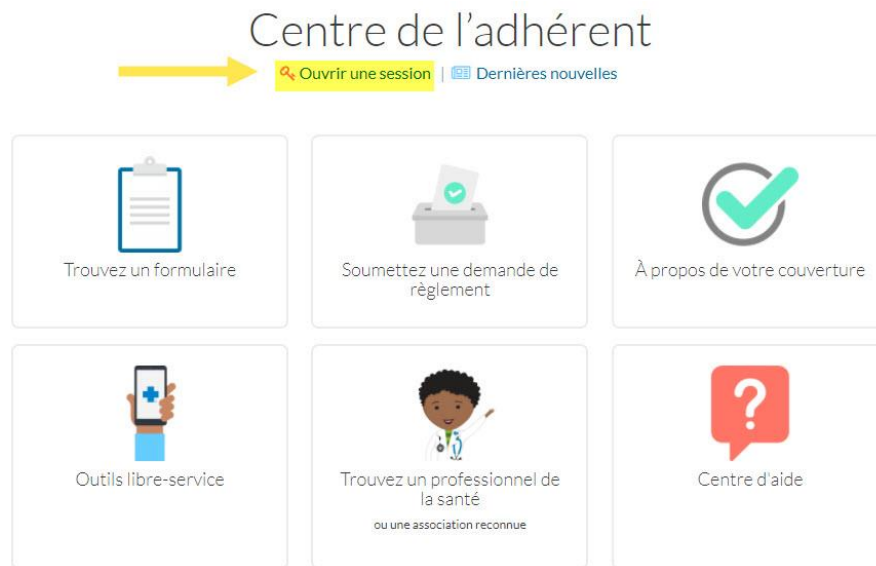 Centre de l'adhérent
Ouvrir une session | Dernières nouvelles
Trouvez un formulaire
Soumettez une demande de
règlement
À propos de votre couverture
Outils libre-service
Trouvez un professionnel de
la santé
ou une association reconnue
Centre d'aide